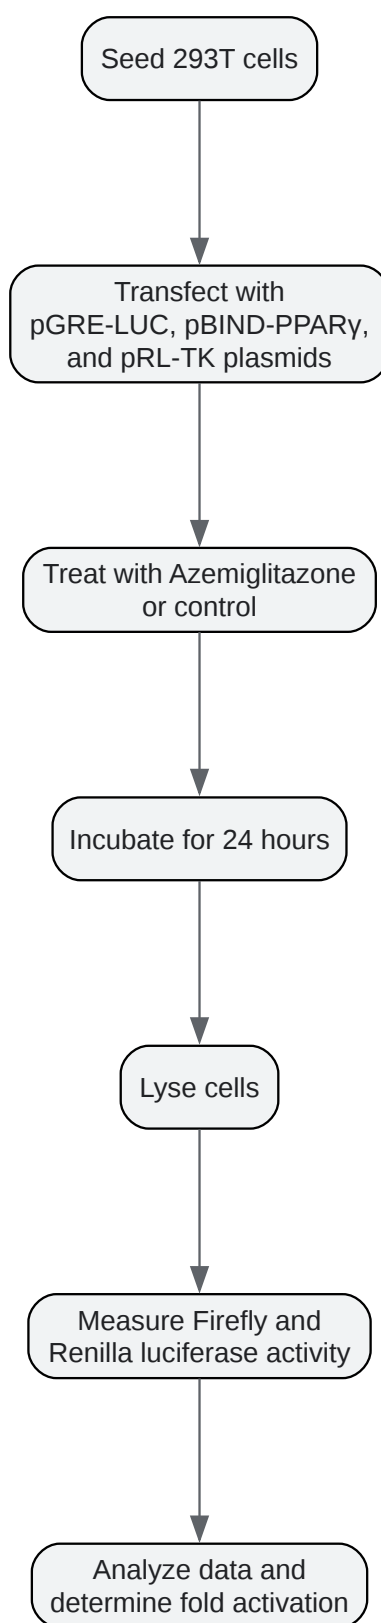 Seed 293T cells
Transfect with
pGRE-LUC, pBIND-PPARγ,
and pRL-TK plasmids
Treat with Azemiglitazone
or control
Incubate for 24 hours
Lyse cells
Measure Firefly and
Renilla luciferase activity
Analyze data and
determine fold activation